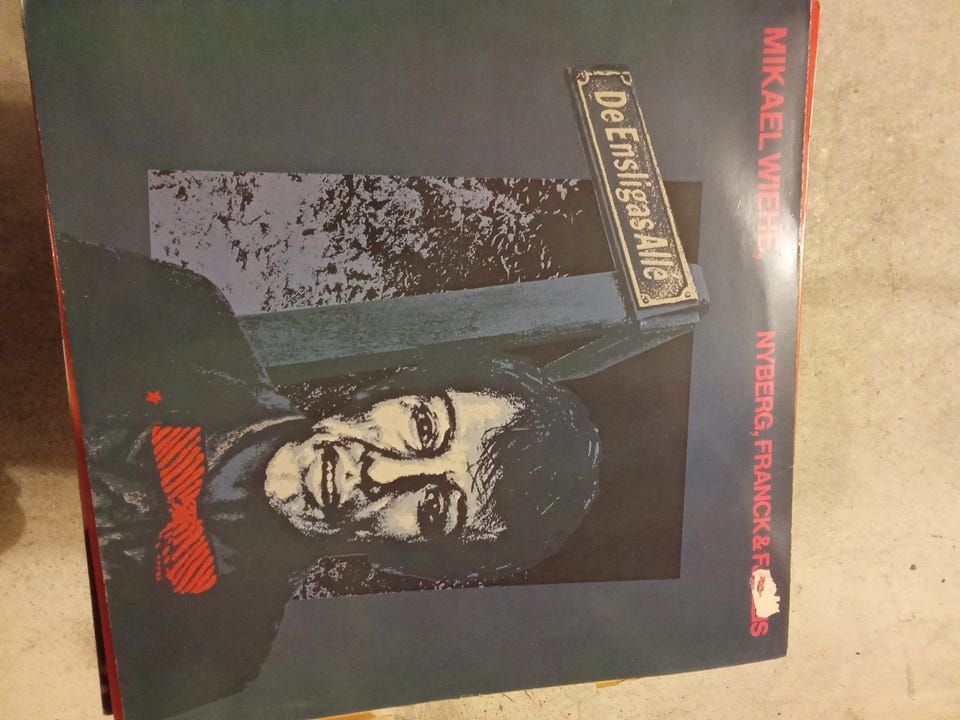 MIKAEL WIEHE, NYBERG, FRANCK &
De Ensligas Allé